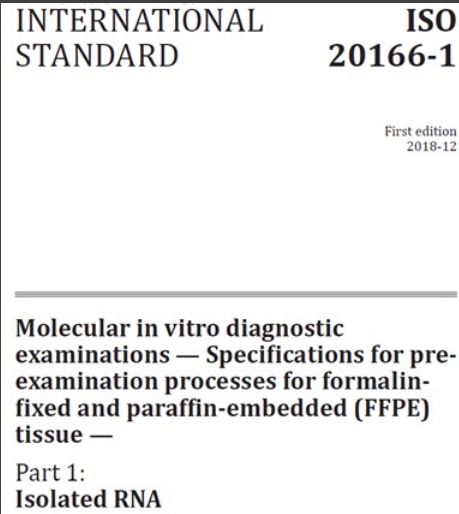 INTERNATIONAL STANDARD
ISO 20166-1
First edition
2018-12
Molecular in vitro diagnostic
examinations — Specifications for pre-
examination processes for formalin-
fixed and paraffin-embedded (FFPE)
tissue —
Part 1:
Isolated RNA